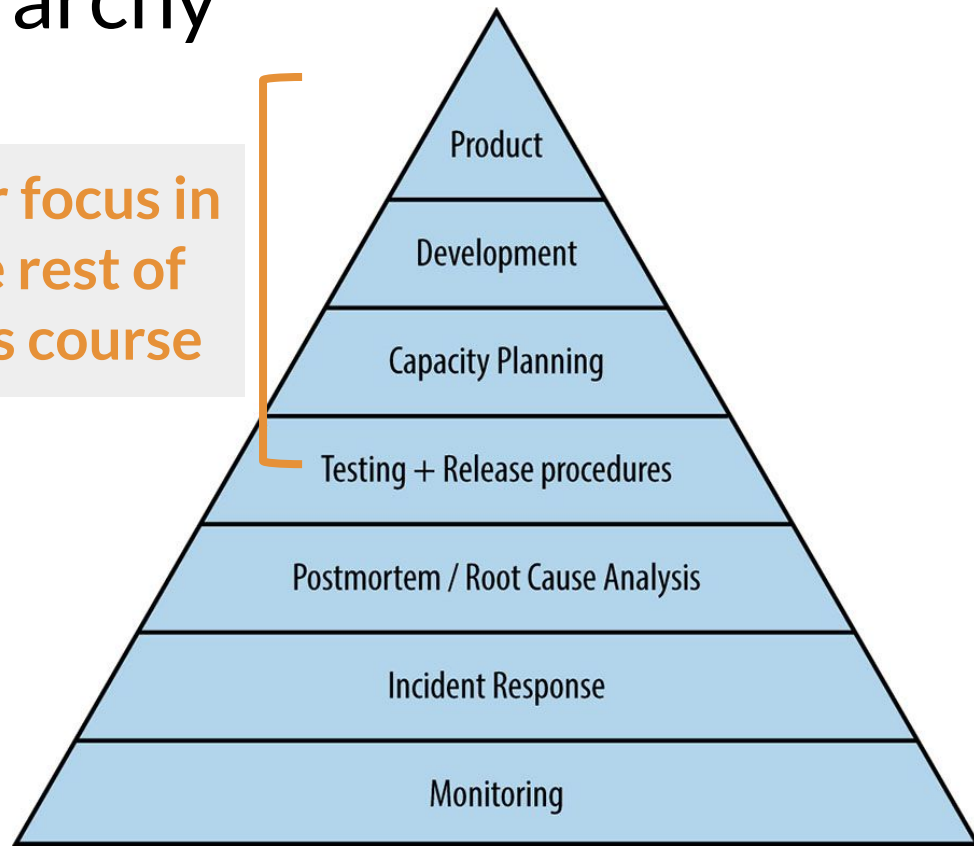 archy
r focus in
e rest of
s course
Product
Development
Capacity Planning
Testing + Release procedures
Postmortem / Root Cause Analysis
Incident Response
Monitoring